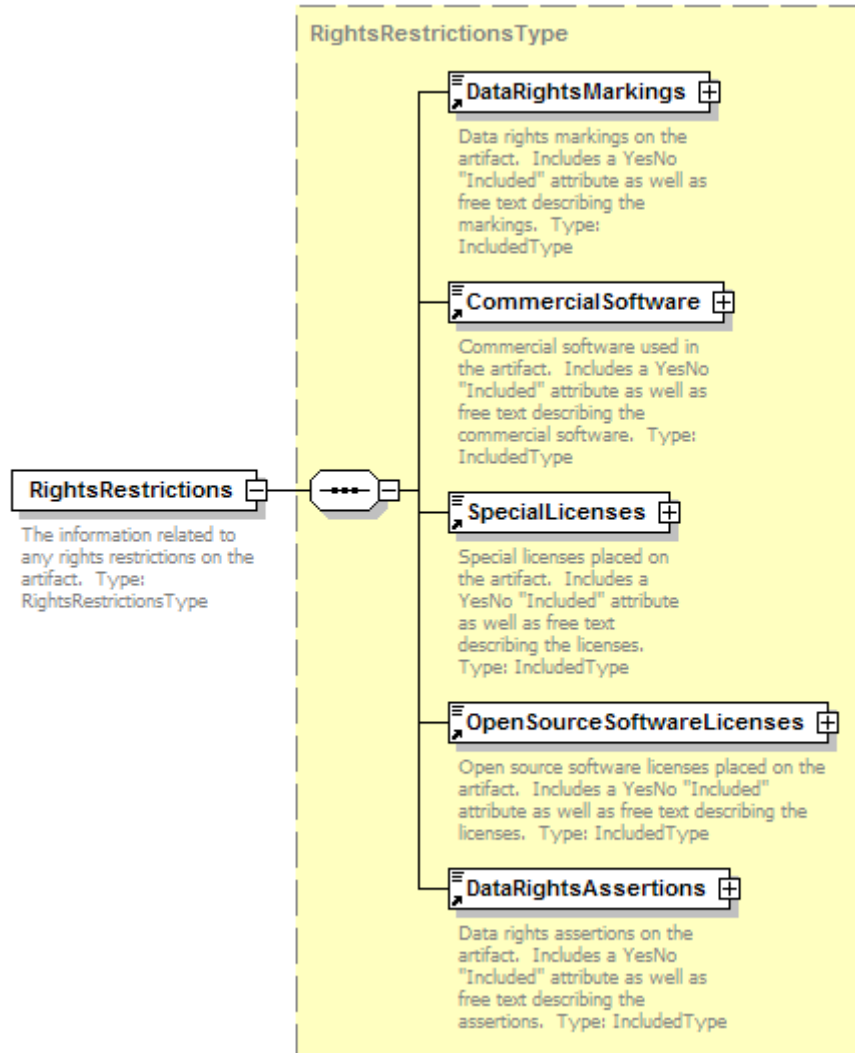 RightsRestrictionsType
DataRightsMarkings
Data rights markings on the
artifact.  Includes a YesNo
"Included" attribute as well as
free text describing the
markings.  Type:
IncludedType
CommercialSoftware
Commercial software used in
the artifact.  Includes a YesNo
"Included" attribute as well as
free text describing the
commercial software.  Type:
IncludedType
RightsRestrictions
The information related to
any rights restrictions on the
artifact.  Type:
RightsRestrictionsType
SpecialLicenses
Special licenses placed on
the artifact.  Includes a
YesNo "Included" attribute
as well as free text
describing the licenses.
Type: IncludedType
OpenSourceSoftwareLicenses
Open source software licenses placed on the
artifact.  Includes a YesNo "Included"
attribute as well as free text describing the
licenses.  Type: IncludedType
DataRightsAssertions
Data rights assertions on the
artifact.  Includes a YesNo
"Included" attribute as well as
free text describing the
assertions.  Type: IncludedType